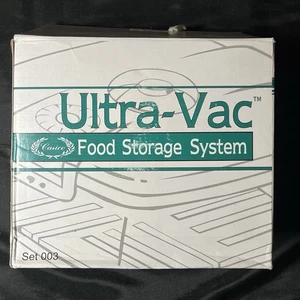 Ultra-Vac™
Food Storage System
Set 003